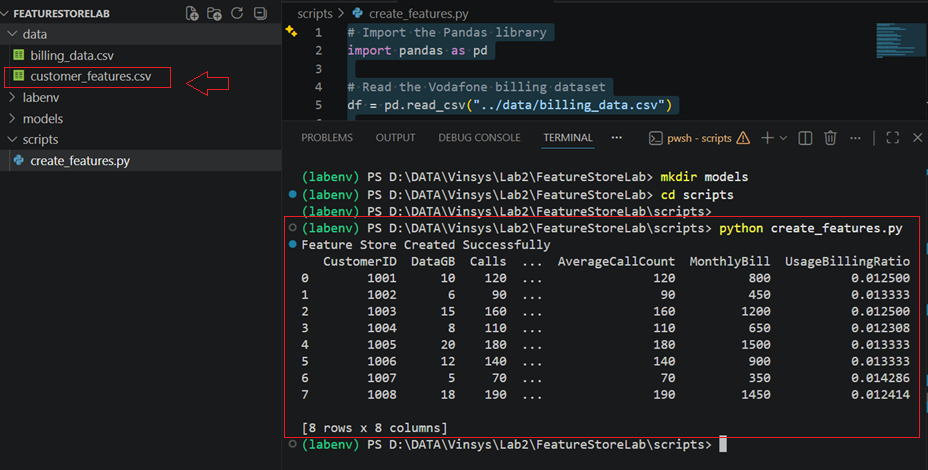 FEATURESTORELAB
data
billing_data.csv
customer_features.csv
labenv
models
scripts
create_features.py
scripts > create_features.py
1 # Import the Pandas library
2 import pandas as pd
3
4 # Read the Vodafone billing dataset
5 df = pd.read_csv("../data/billing_data.csv")
PROBLEMS OUTPUT DEBUG CONSOLE TERMINAL ... pwsh - scripts
(labenv) PS D:\DATA\Vinsys\Lab2\FeatureStoreLab> mkdir models
(labenv) PS D:\DATA\Vinsys\Lab2\FeatureStoreLab> cd scripts
(labenv) PS D:\DATA\Vinsys\Lab2\FeatureStoreLab\scripts>
(labenv) PS D:\DATA\Vinsys\Lab2\FeatureStoreLab\scripts> python create_features.py
Feature Store Created Successfully
CustomerID DataGB Calls ... AverageCallCount MonthlyBill UsageBillingRatio
0 1001 10 120 ... 120 800 0.012500
1 1002 6 90 ... 90 450 0.013333
2 1003 15 160 ... 160 1200 0.012500
3 1004 8 110 ... 110 650 0.012308
4 1005 20 180 ... 180 1500 0.013333
5 1006 12 140 ... 140 900 0.013333
6 1007 5 70 ... 70 350 0.014286
7 1008 18 190 ... 190 1450 0.012414
[8 rows x 8 columns]
(labenv) PS D:\DATA\Vinsys\Lab2\FeatureStoreLab\scripts>